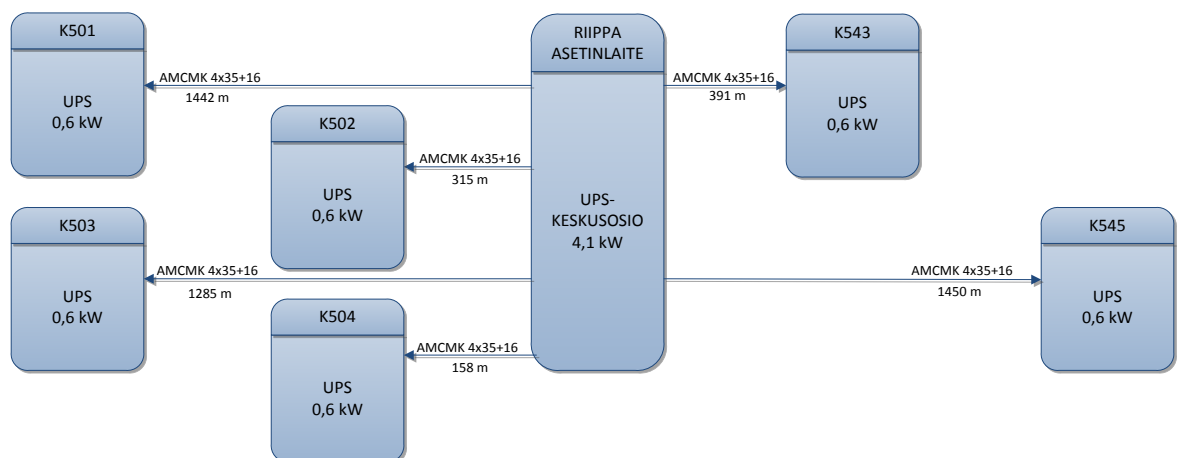 K501
UPS
0,6 kW
AMCMK 4x35+16
1442 m
K502
UPS
0,6 kW
AMCMK 4x35+16
315 m
RIIPPA
ASETINLAITE
UPS-
KESKUSOSIO
4,1 kW
AMCMK 4x35+16
391 m
K543
UPS
0,6 kW
K503
UPS
0,6 kW
AMCMK 4x35+16
1285 m
K504
UPS
0,6 kW
AMCMK 4x35+16
158 m
AMCMK 4x35+16
1450 m
K545
UPS
0,6 kW